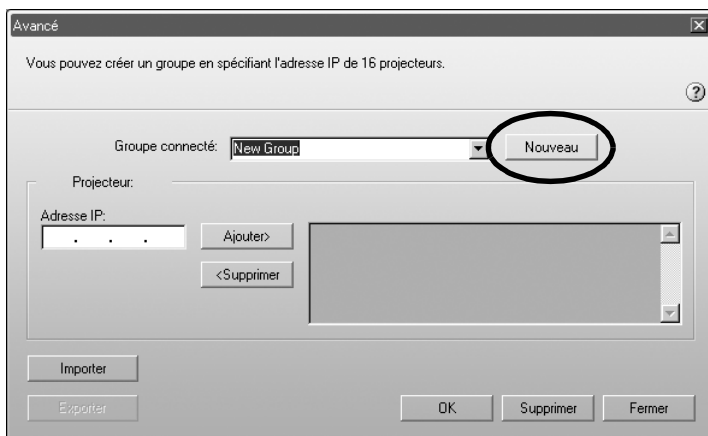 Avancé
Vous pouvez créer un groupe en spécifiant l'adresse IP de 16 projecteurs.
?
Groupe connecté: New Group Nouveau
Projecteur:
Adresse IP:
. . . Ajouter>
<Supprimer
Importer
Exporter OK Supprimer Fermer